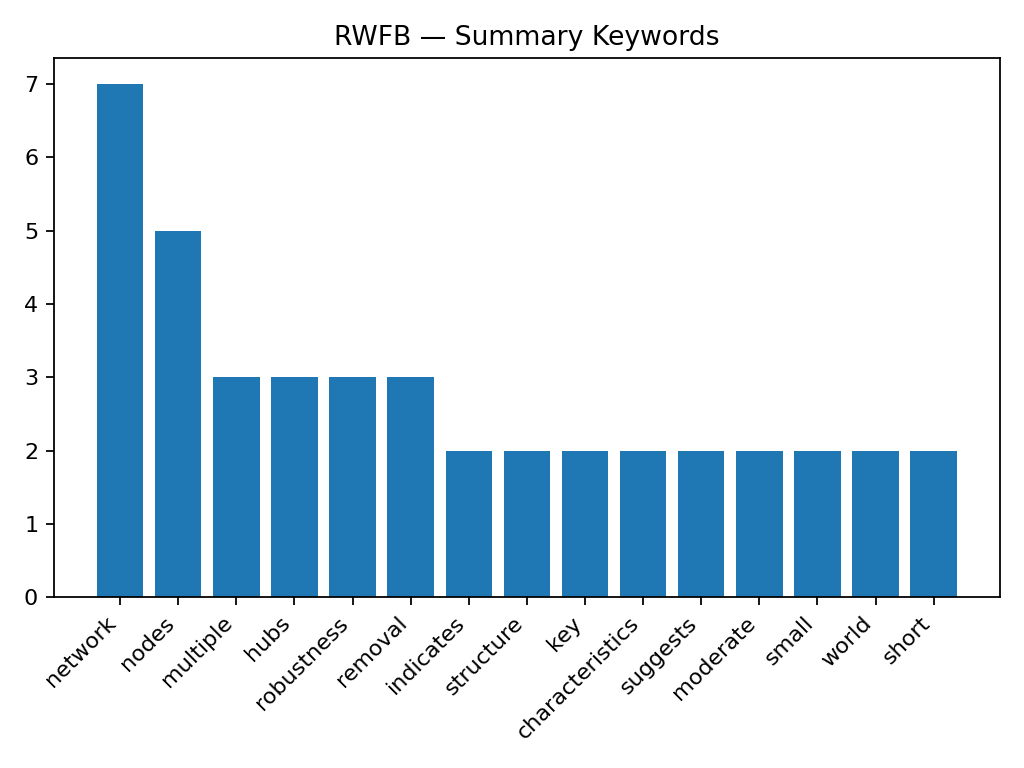 RWFB — Summary Keywords
7
6
5
4
3
2
1
0
network
nodes
multiple
hubs
robustness
removal
indicates
structure
key
characteristics
suggests
moderate
small
world
short